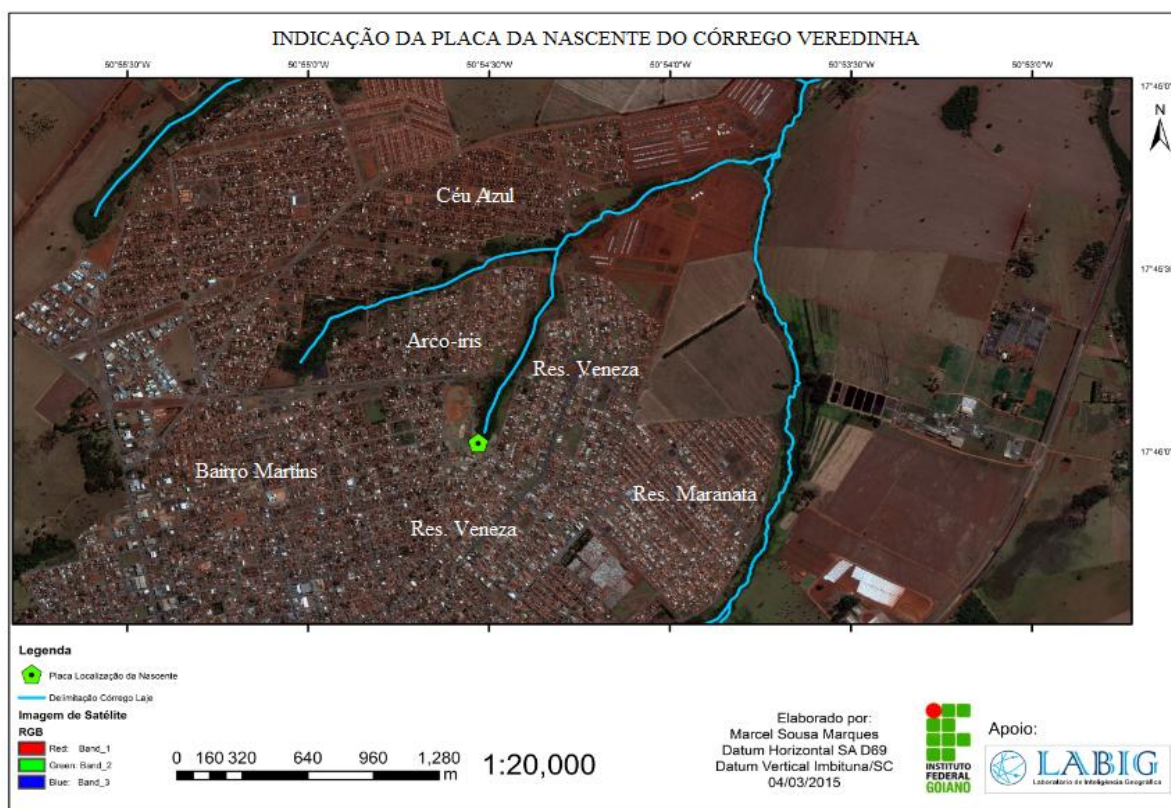 INDICAÇÃO DA PLACA DA NASCENTE DO CÓRREGO VEREDINHA
50°55'30"W 50°55'0"W 50°54'30"W 50°54'0"W 50°53'30"W 50°53'0"W
17°45'0
N
Céu Azul
17°45'30
Arco-iris
Res. Veneza
17°46'0
Bairro Martins
Res. Maranata
Res. Veneza
Legenda
Placa Localização da Nascente
Delimitação Córrego Laje
Imagem de Satélite
RGB
Red: Band_1
Green: Band_2
Blue: Band_3
0 160 320 640 960 1,280
m
1:20,000
Elaborado por:
Marcel Sousa Marques
Datum Horizontal SA D69
Datum Vertical Imbituna/SC
04/03/2015
INSTITUTO
FEDERAL
GOIANO
Apoio:
LABIG
Laboratório de Inteligência Geográfica